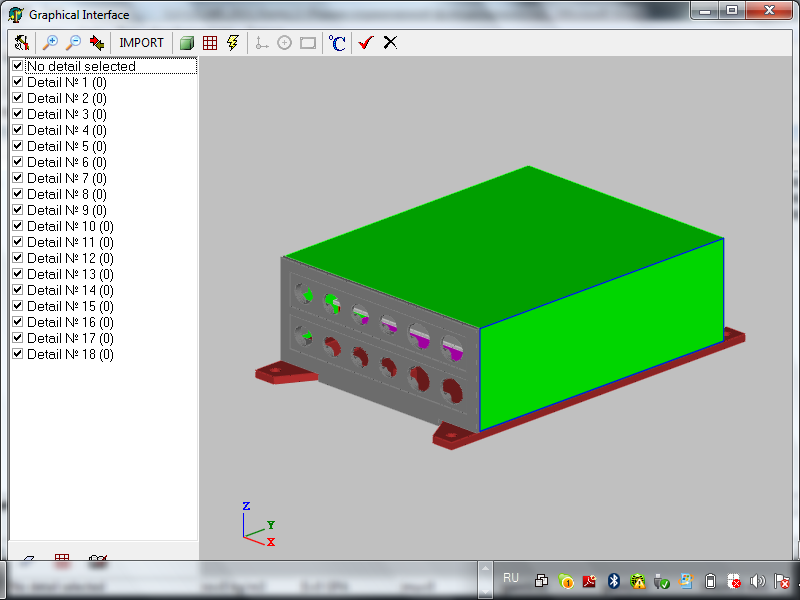 Graphical Interface
IMPORT
°C
No detail selected
Detail № 1 (0)
Detail № 2 (0)
Detail № 3 (0)
Detail № 4 (0)
Detail № 5 (0)
Detail № 6 (0)
Detail № 7 (0)
Detail № 8 (0)
Detail № 9 (0)
Detail № 10 (0)
Detail № 11 (0)
Detail № 12 (0)
Detail № 13 (0)
Detail № 14 (0)
Detail № 15 (0)
Detail № 16 (0)
Detail № 17 (0)
Detail № 18 (0)
Z
Y
X
No detail selected
RU